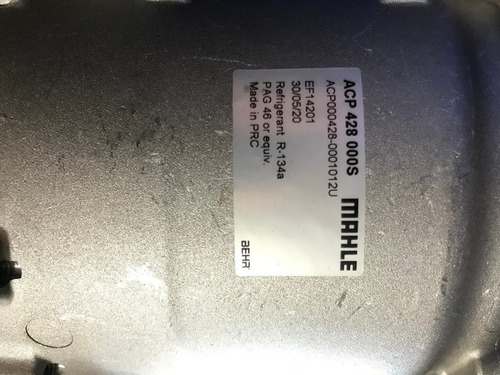 ACP 428 000S
MAHLE
ACP000428-0001012U
EF14201
30/05/20
Refrigerant R-134a
PAG 46 or equiv.
Made in PRC
BEHR